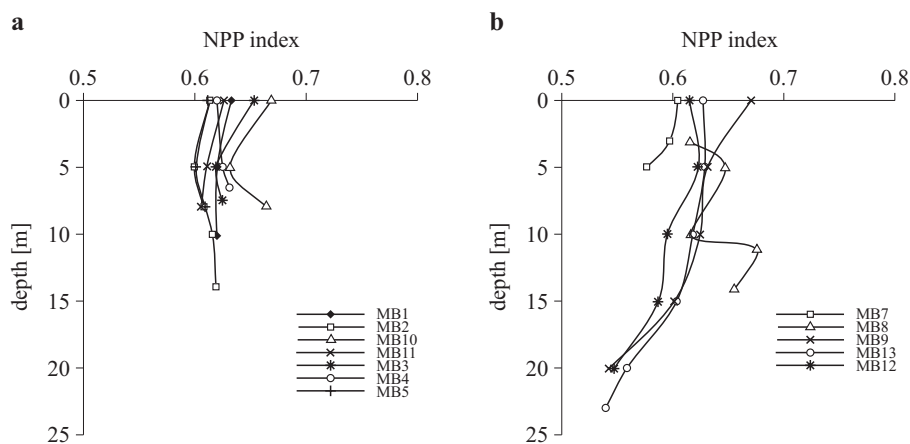 a
NPP index
0.5 0.6 0.7 0.8
0
5
10
15
20
25
depth [m]
MB1
MB2
MB10
MB11
MB3
MB4
MB5
b
NPP index
0.5 0.6 0.7 0.8
0
5
10
15
20
25
depth [m]
MB7
MB8
MB9
MB13
MB12